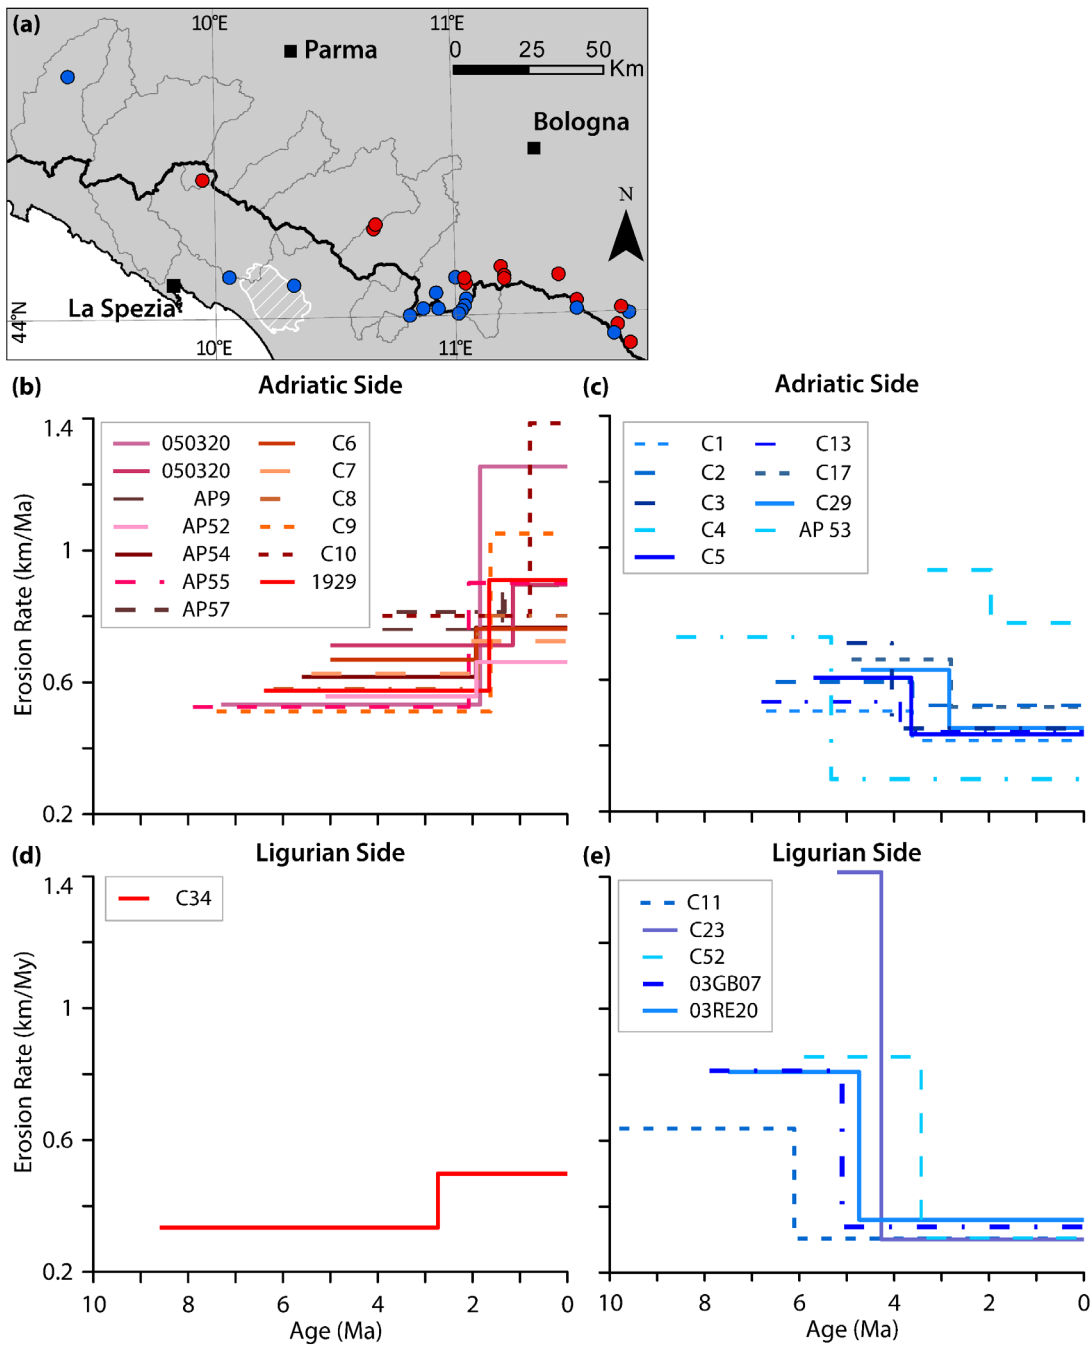 (a)
10°E
11°E
Parma
0 25 50
Km
Bologna
N
La Spezia
44°N
10°E
11°E
(b)
Adriatic Side
1.4
1
0.6
0.2
Erosion Rate (km/Ma)
050320
050320
AP9
AP52
AP54
AP55
AP57
C6
C7
C8
C9
C10
1929
(c)
Adriatic Side
C1
C2
C3
C4
C5
C13
C17
C29
AP 53
(d)
Ligurian Side
1.4
1
0.6
0.2
Erosion Rate (km/My)
C34
10 8 6 4 2 0
Age (Ma)
(e)
Ligurian Side
C11
C23
C52
03GB07
03RE20
10 8 6 4 2 0
Age (Ma)